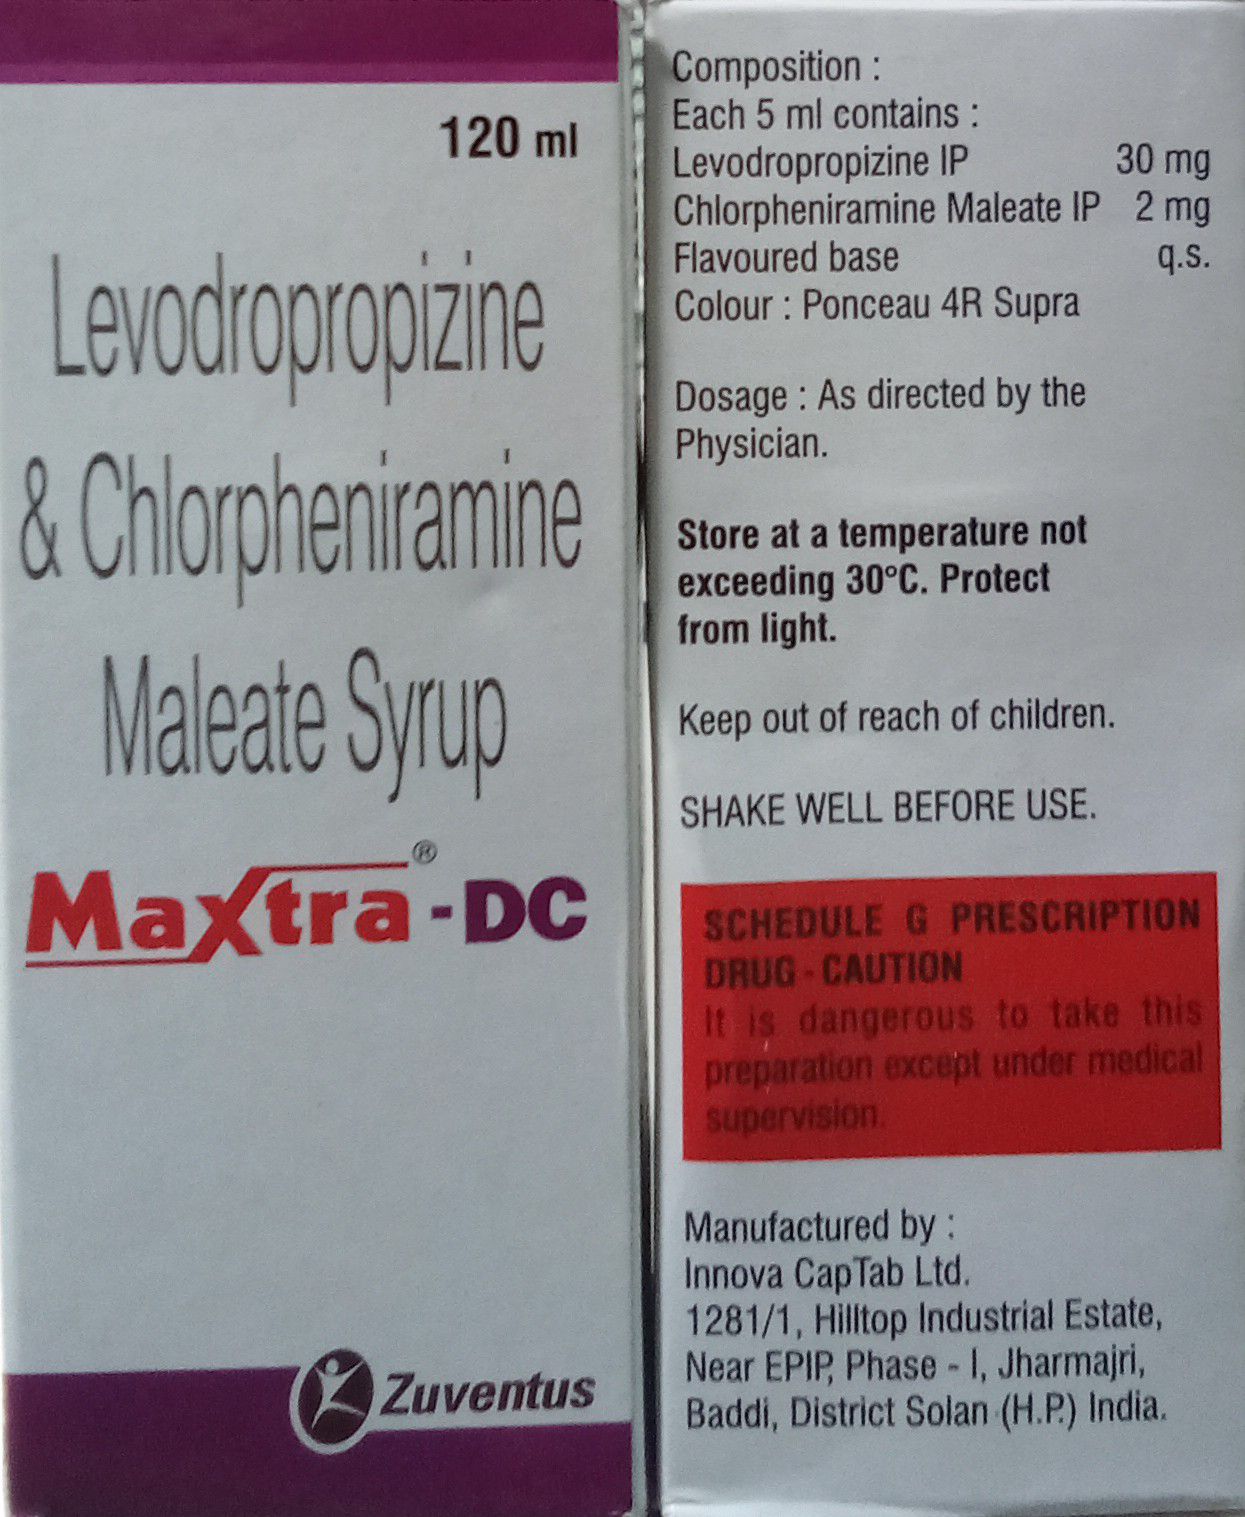 120 ml
Levodropropizine
& Chlorpheniramine
Maleate Syrup
Maxtra®-DC
Zuventus
Composition :
Each 5 ml contains :
Levodropropizine IP 30 mg
Chlorpheniramine Maleate IP 2 mg
Flavoured base q.s.
Colour : Ponceau 4R Supra
Dosage : As directed by the
Physician.
Store at a temperature not
exceeding 30°C. Protect
from light.
Keep out of reach of children.
SHAKE WELL BEFORE USE.
SCHEDULE G PRESCRIPTION
DRUG - CAUTION
It is dangerous to take this
preparation except under medical
supervision.
Manufactured by :
Innova CapTab Ltd.
1281/1, Hilltop Industrial Estate,
Near EPIP, Phase - I, Jharmajri,
Baddi, District Solan (H.P.) India.